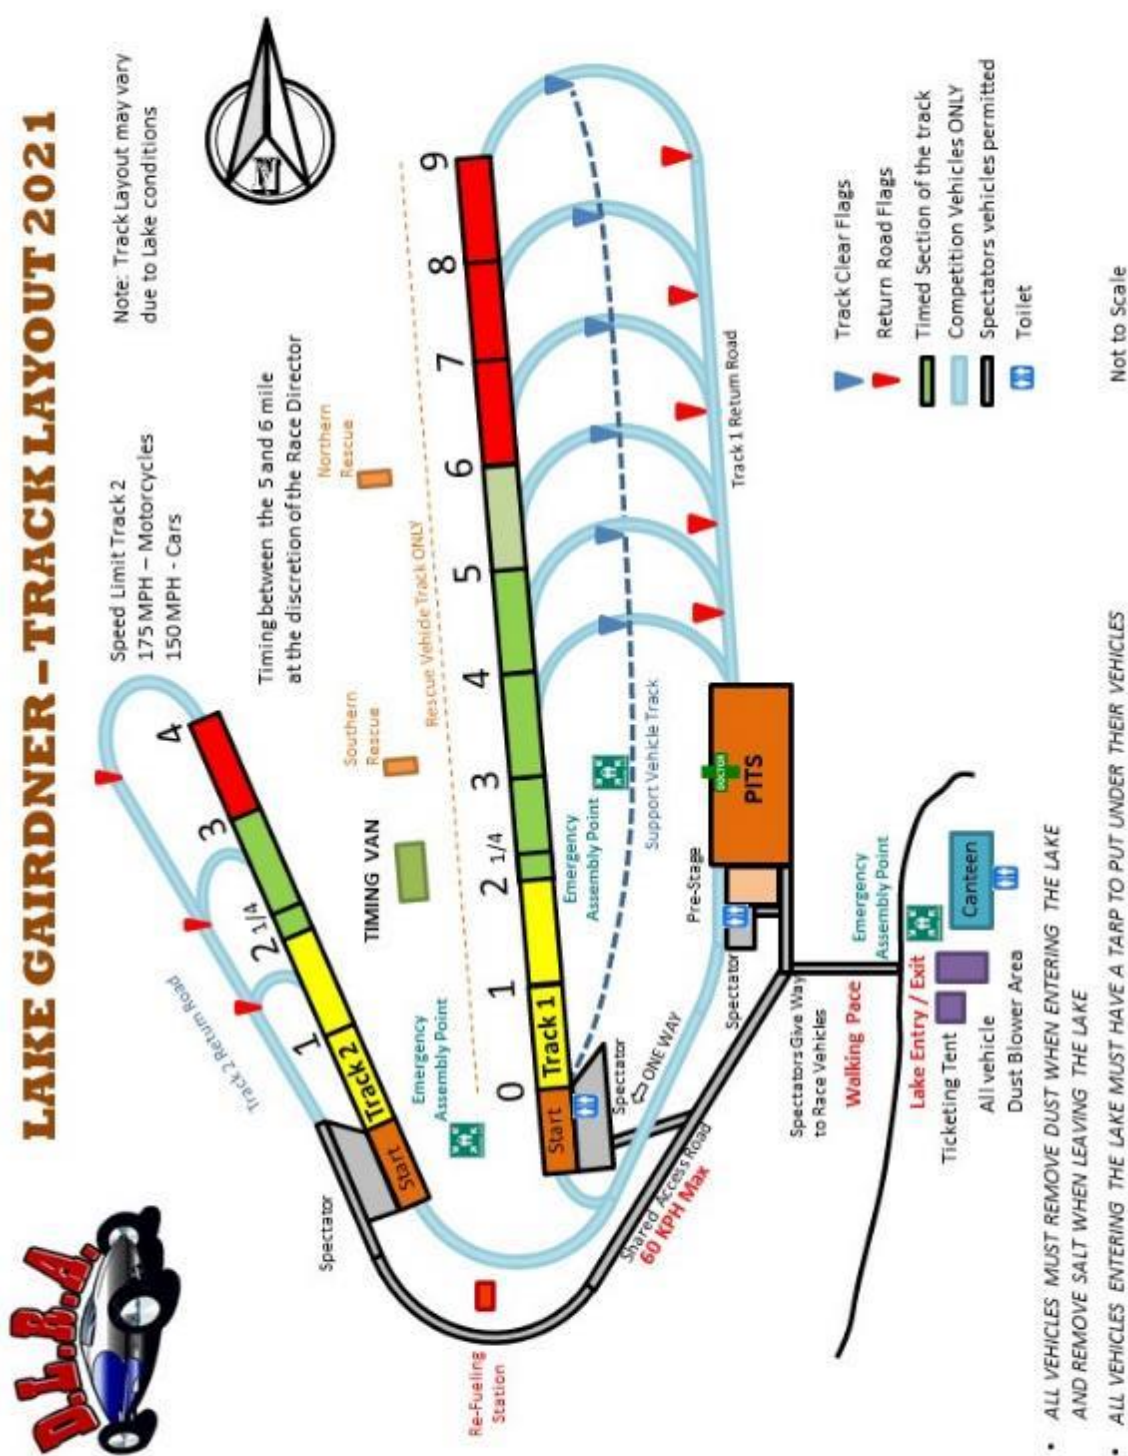 LAKE GAIRDNER – TRACK LAYOUT 2021
D.L.R.A.
Note: Track Layout may vary
due to Lake conditions
N
Speed Limit Track 2
175 MPH – Motorcycles
150 MPH - Cars
Timing between the 5 and 6 mile
at the discretion of the Race Director
Northern
Rescue
Southern
Rescue
Rescue Vehicle Track ONLY
TIMING VAN
Track 2 Return Road
Start
Track 2
1
2
1/4
3
4
Spectator
Emergency
Assembly Point
Re-Fueling
Station
Start
Track 1
0
1
2
1/4
3
4
5
6
7
8
9
Emergency
Assembly Point
Support Vehicle Track
Track 1 Return Road
Spectator
ONE WAY
Shared Access Road
60 KPH Max
Pre-Stage
Spectator
DOCTOR
PITS
Spectators Give Way
to Race Vehicles
Walking Pace
Emergency
Assembly Point
Lake Entry / Exit
Ticketing Tent
All vehicle
Dust Blower Area
Canteen
Track Clear Flags
Return Road Flags
Timed Section of the track
Competition Vehicles ONLY
Spectators vehicles permitted
Toilet
Not to Scale
• ALL VEHICLES MUST REMOVE DUST WHEN ENTERING THE LAKE
AND REMOVE SALT WHEN LEAVING THE LAKE
• ALL VEHICLES ENTERING THE LAKE MUST HAVE A TARP TO PUT UNDER THEIR VEHICLES